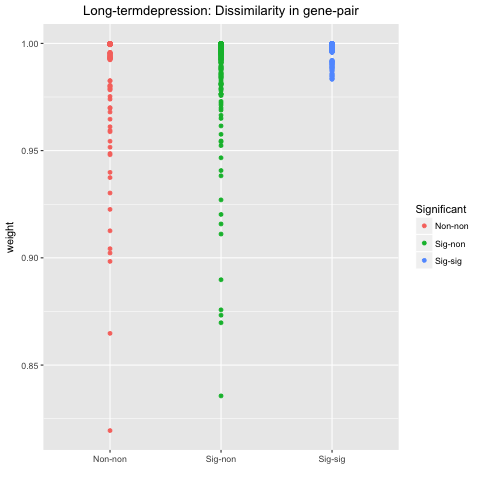 Long-termdepression: Dissimilarity in gene-pair
1.00
0.95
0.90
0.85
weight
Non-non
Sig-non
Sig-sig
Significant
Non-non
Sig-non
Sig-sig